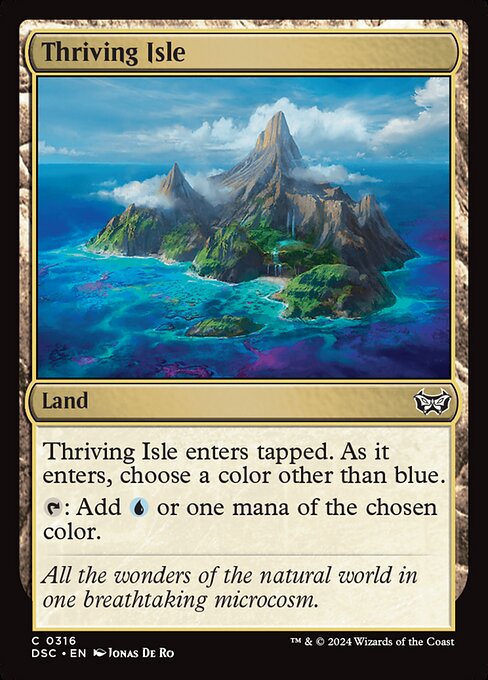 Thriving Isle
Land
Thriving Isle enters tapped. As it
enters, choose a color other than blue.
: Add or one mana of the chosen
color.
All the wonders of the natural world in
one breathtaking microcosm.
C 0316
DSC • EN Jonas De Ro
™ & © 2024 Wizards of the Coast